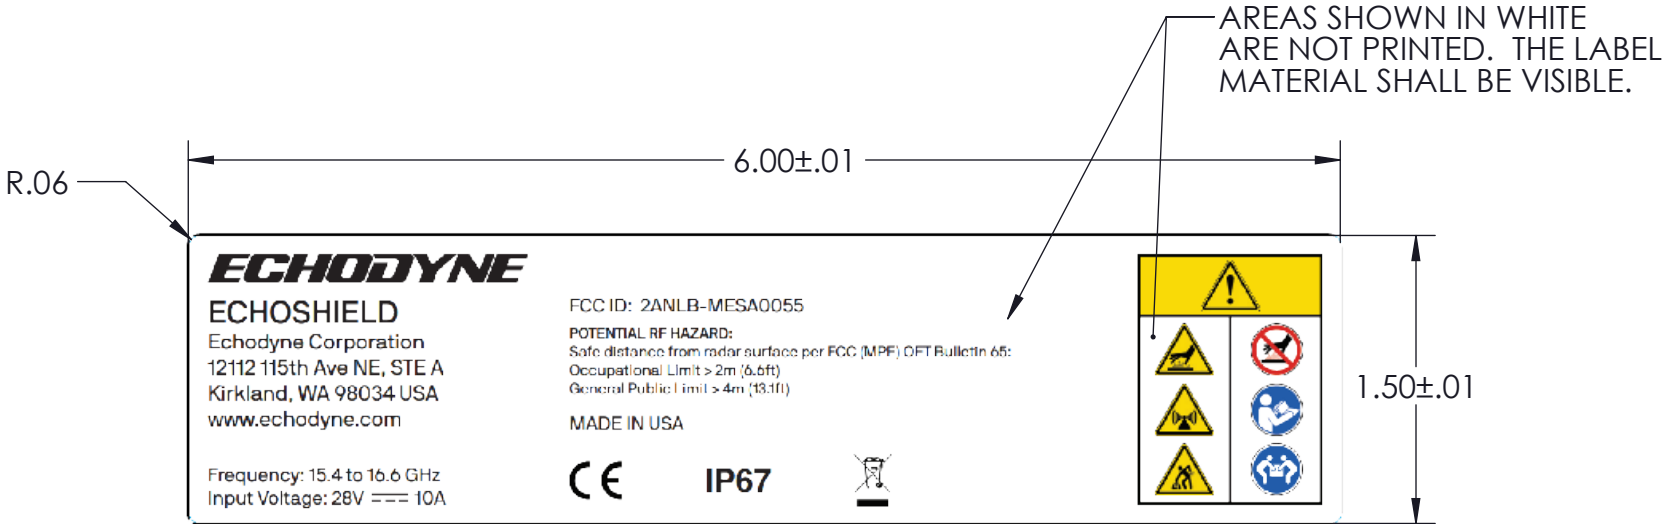 AREAS SHOWN IN WHITE
ARE NOT PRINTED. THE LABEL
MATERIAL SHALL BE VISIBLE.
6.00±.01
R.06
ECHODYNE
ECHOSHIELD
Echodyne Corporation
12112 115th Ave NE, STE A
Kirkland, WA 98034 USA
www.echodyne.com
Frequency: 15.4 to 16.6 GHz
Input Voltage: 28V ⎓ 10A
FCC ID: 2ANLB-MESA0055
POTENTIAL RF HAZARD:
Safe distance from radar surface per FCC (MPE) OET Bulletin 65:
Occupational Limit > 2m (6.6ft)
General Public Limit > 4m (13.1ft)
MADE IN USA
CE IP67
1.50±.01